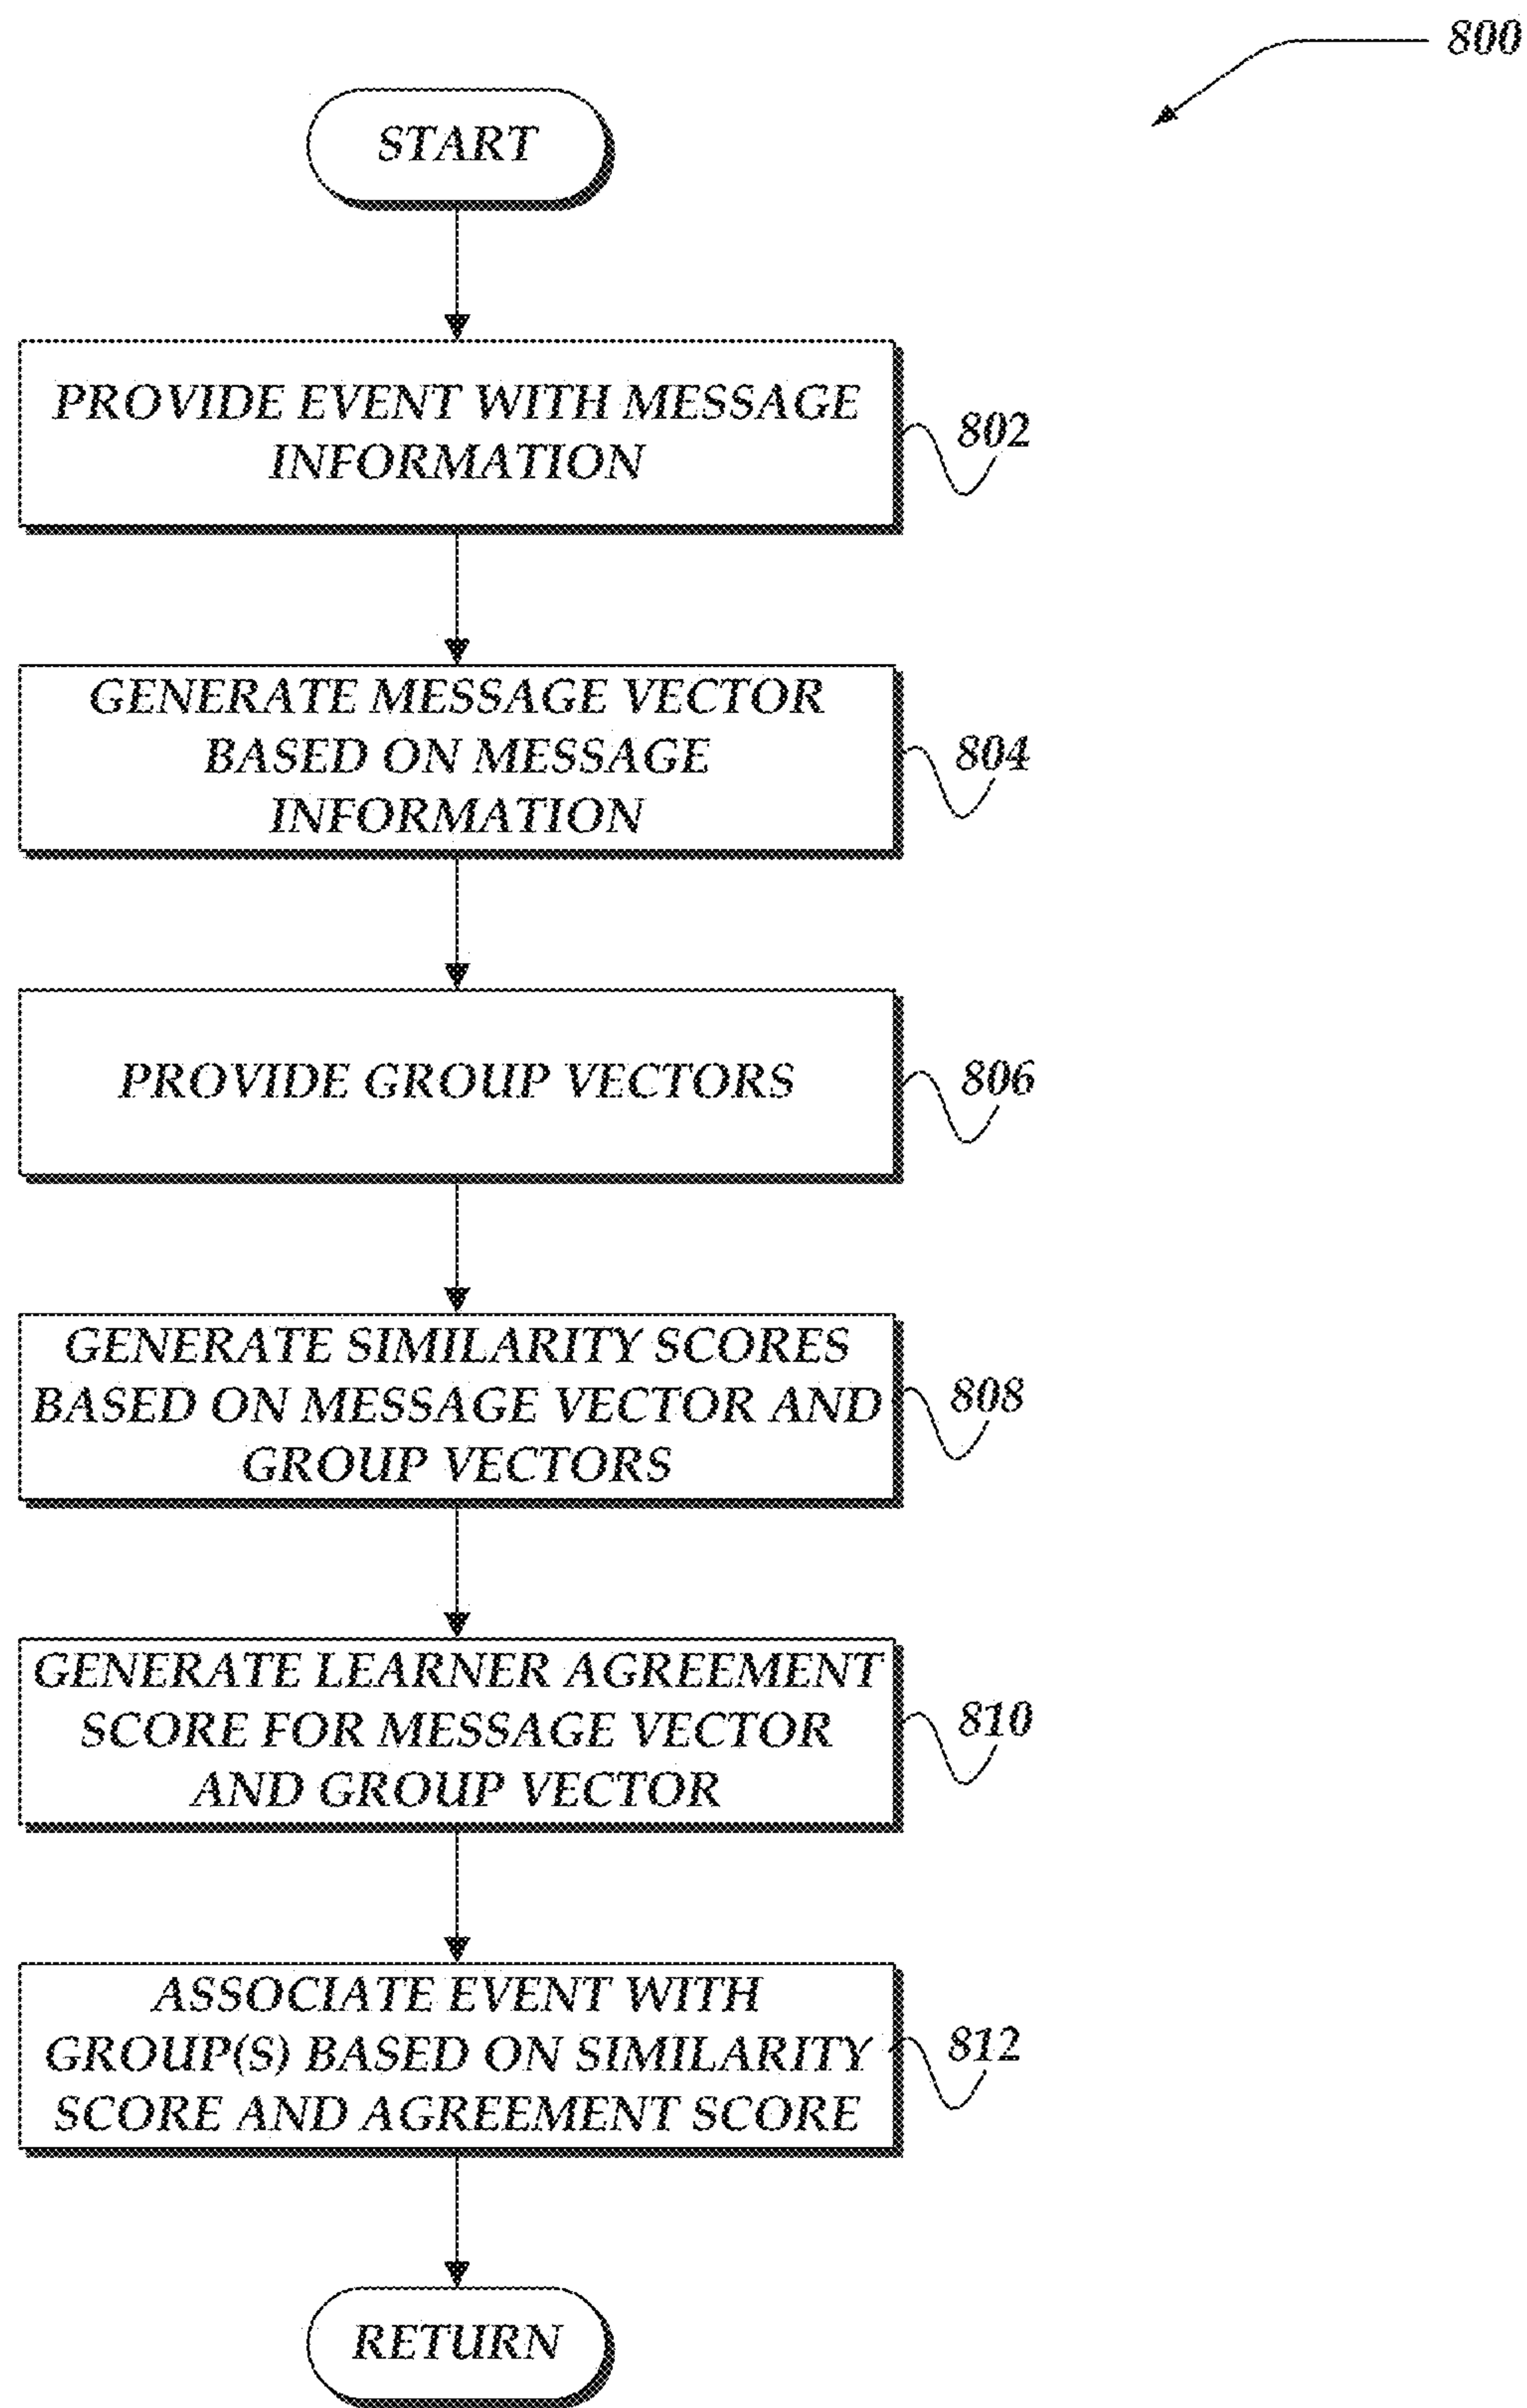 800
START
PROVIDE EVENT WITH MESSAGE
INFORMATION
802
GENERATE MESSAGE VECTOR
BASED ON MESSAGE
INFORMATION
804
PROVIDE GROUP VECTORS
806
GENERATE SIMILARITY SCORES
BASED ON MESSAGE VECTOR AND
GROUP VECTORS
808
GENERATE LEARNER AGREEMENT
SCORE FOR MESSAGE VECTOR
AND GROUP VECTOR
810
ASSOCIATE EVENT WITH
GROUP(S) BASED ON SIMILARITY
SCORE AND AGREEMENT SCORE
812
RETURN